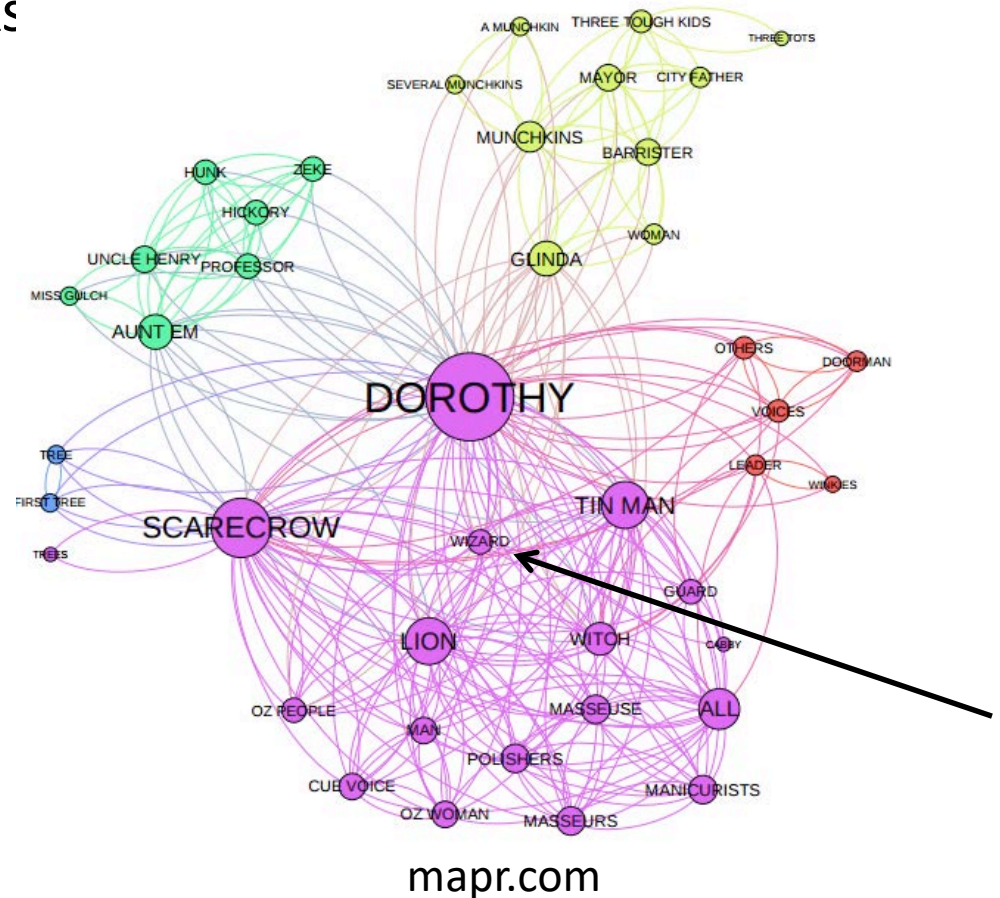 A MUNCHKIN
THREE TOUGH KIDS
THREE TOTS
SEVERAL MUNCHKINS
MAYOR
CITY FATHER
MUNCHKINS
BARRISTER
HUNK
ZEKE
HICKORY
WOMAN
UNCLE HENRY
PROFESSOR
GLINDA
MISS GULCH
AUNT EM
OTHERS
DOORMAN
DOROTHY
VOICES
TREE
LEADER
WINKIES
FIRST TREE
SCARECROW
TIN MAN
WIZARD
TREES
GUARD
LION
WITCH
CABBY
OZ PEOPLE
MASSEUSE
ALL
MAN
POLISHERS
CUE VOICE
MANICURISTS
OZ WOMAN
MASSEURS
mapr.com